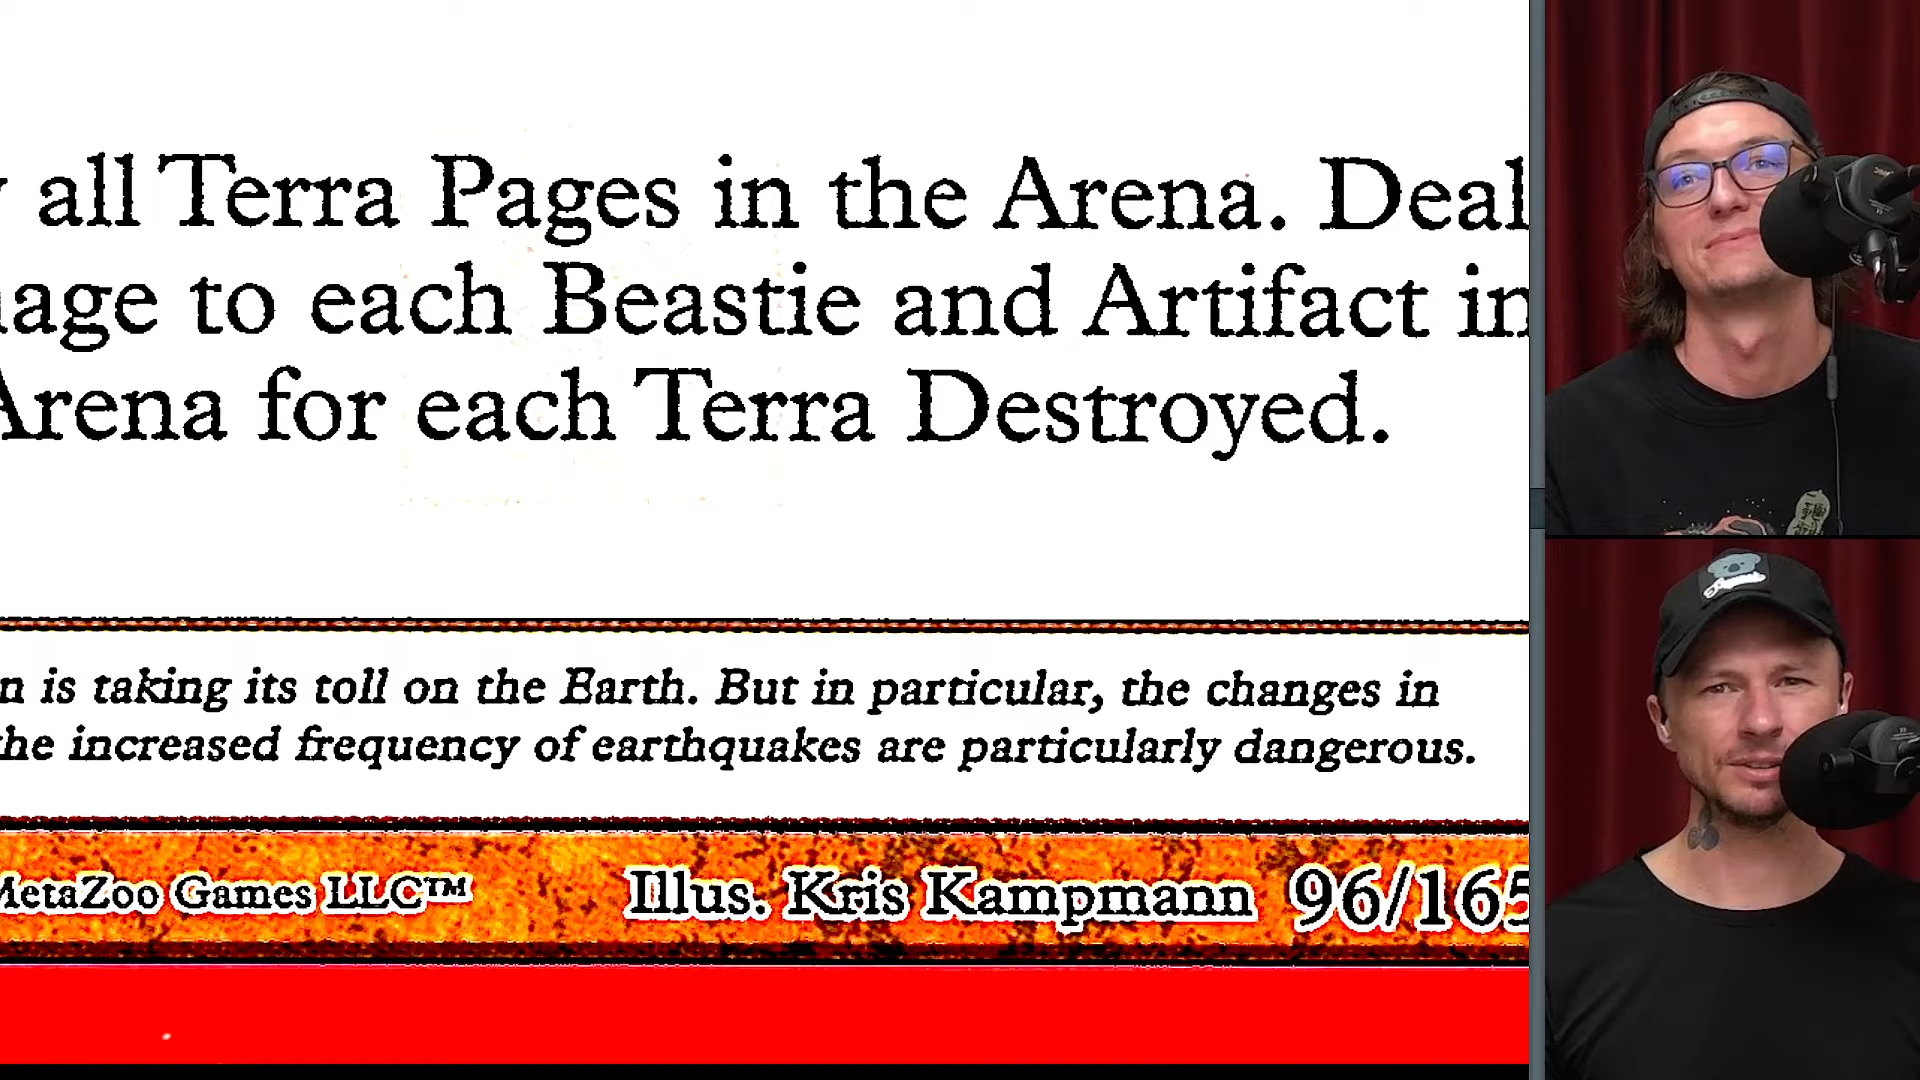 all Terra Pages in the Arena. Deal
to each Beastie and Artifact in
Arena for each Terra Destroyed.
is taking its toll on the Earth. But in particular, the changes in
the increased frequency of earthquakes are particularly dangerous.
MetaZoo Games LLC™ Illus. Kris Kampmann 96/165